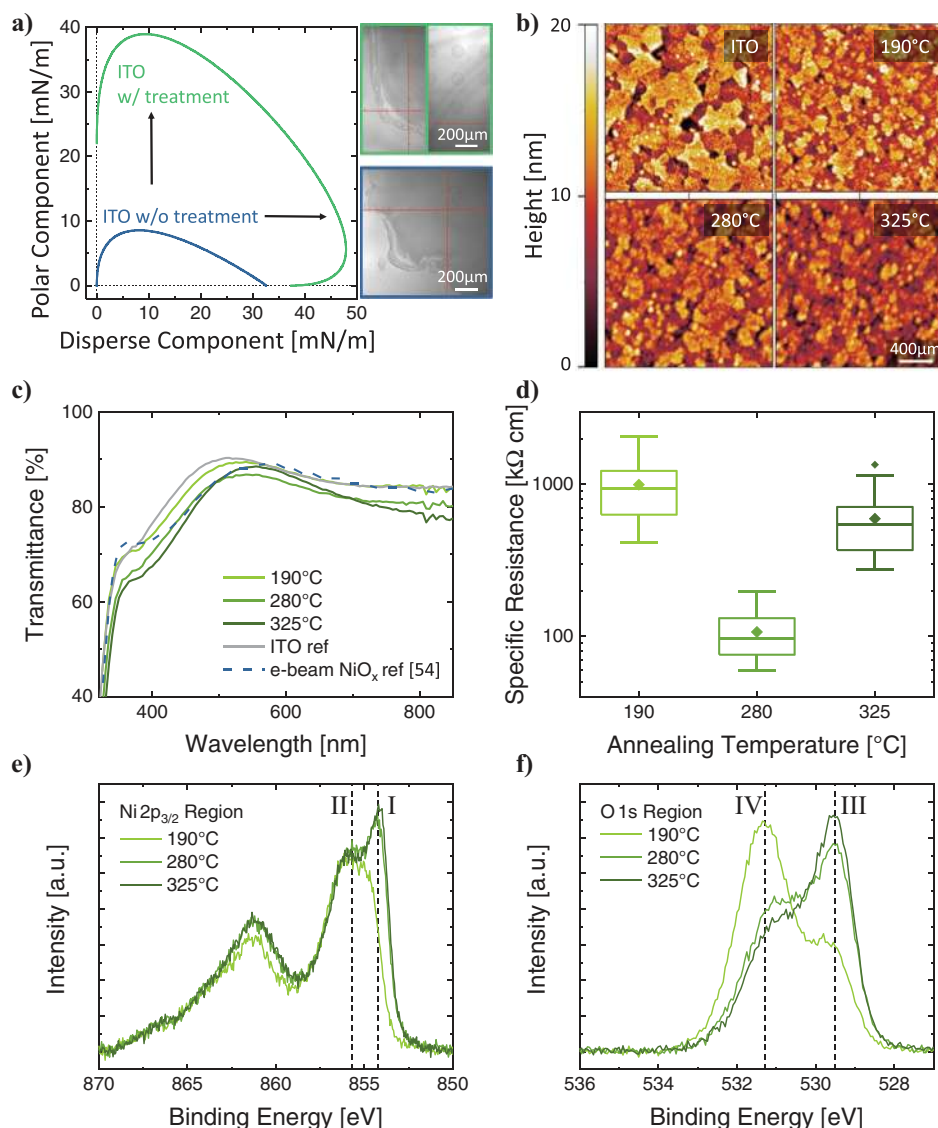 a)
Polar Component [mN/m]
40
30
20
10
0
ITO
w/ treatment
ITO w/o treatment
0 10 20 30 40 50
Disperse Component [mN/m]
200µm
200µm
200µm
b)
Height [nm]
20
10
0
ITO
190°C
280°C
325°C
400µm
c)
Transmittance [%]
100
80
60
40
190°C
280°C
325°C
ITO ref
e-beam NiOx ref [54]
400 600 800
Wavelength [nm]
d)
Specific Resistance [kΩ cm]
1000
100
190 280 325
Annealing Temperature [°C]
e)
Intensity [a.u.]
Ni 2p3/2 Region
190°C
280°C
325°C
II I
870 865 860 855 850
Binding Energy [eV]
f)
Intensity [a.u.]
O 1s Region
190°C
280°C
325°C
IV III
536 534 532 530 528
Binding Energy [eV]